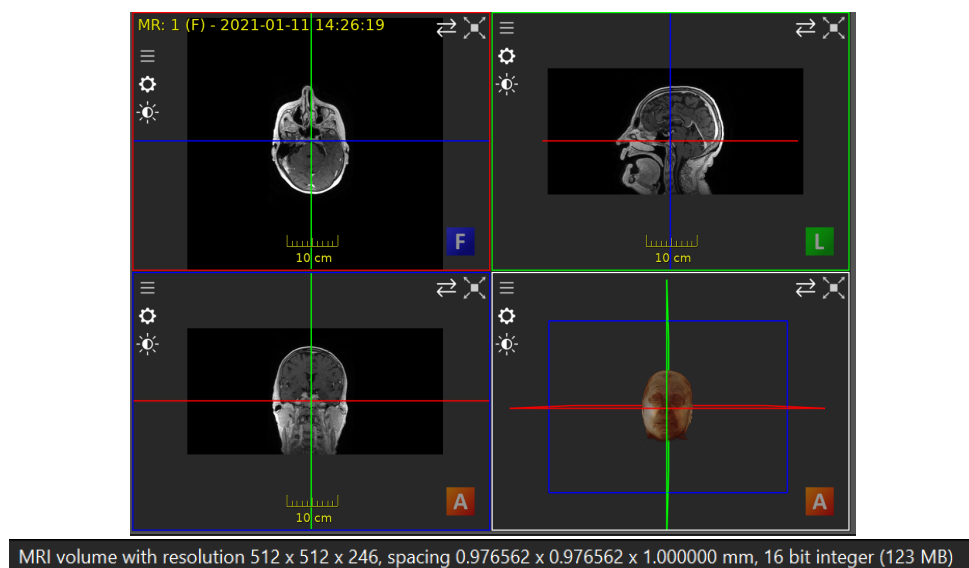 MR: 1 (F) - 2021-01-11 14:26:19
F
10 cm
L
10 cm
A
10 cm
A
MRI volume with resolution 512 x 512 x 246, spacing 0.976562 x 0.976562 x 1.000000 mm, 16 bit integer (123 MB)